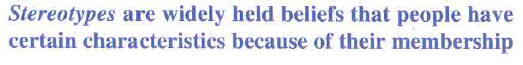 Stereotypes are widely held beliefs that people have
certain characteristics because of their membership